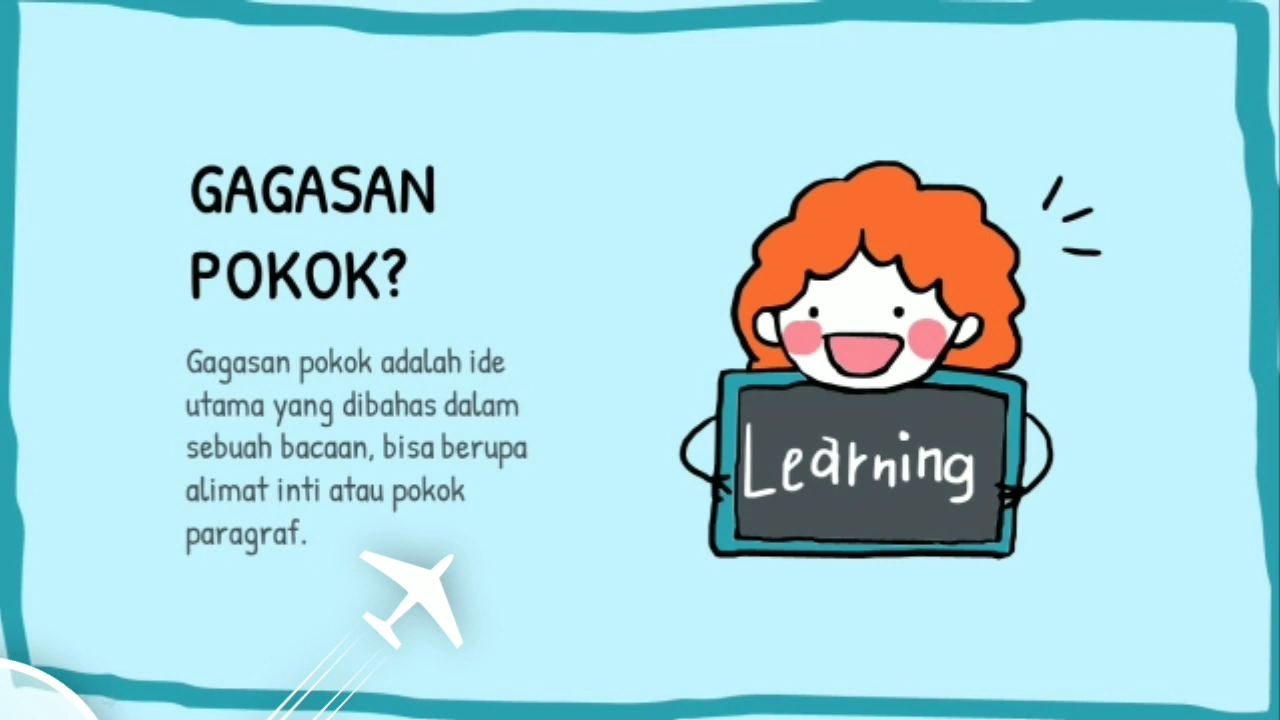 GAGASAN
POKOK?
Gagasan pokok adalah ide
utama yang dibahas dalam
sebuah bacaan, bisa berupa
alimat inti atau pokok
paragraf.
Learning